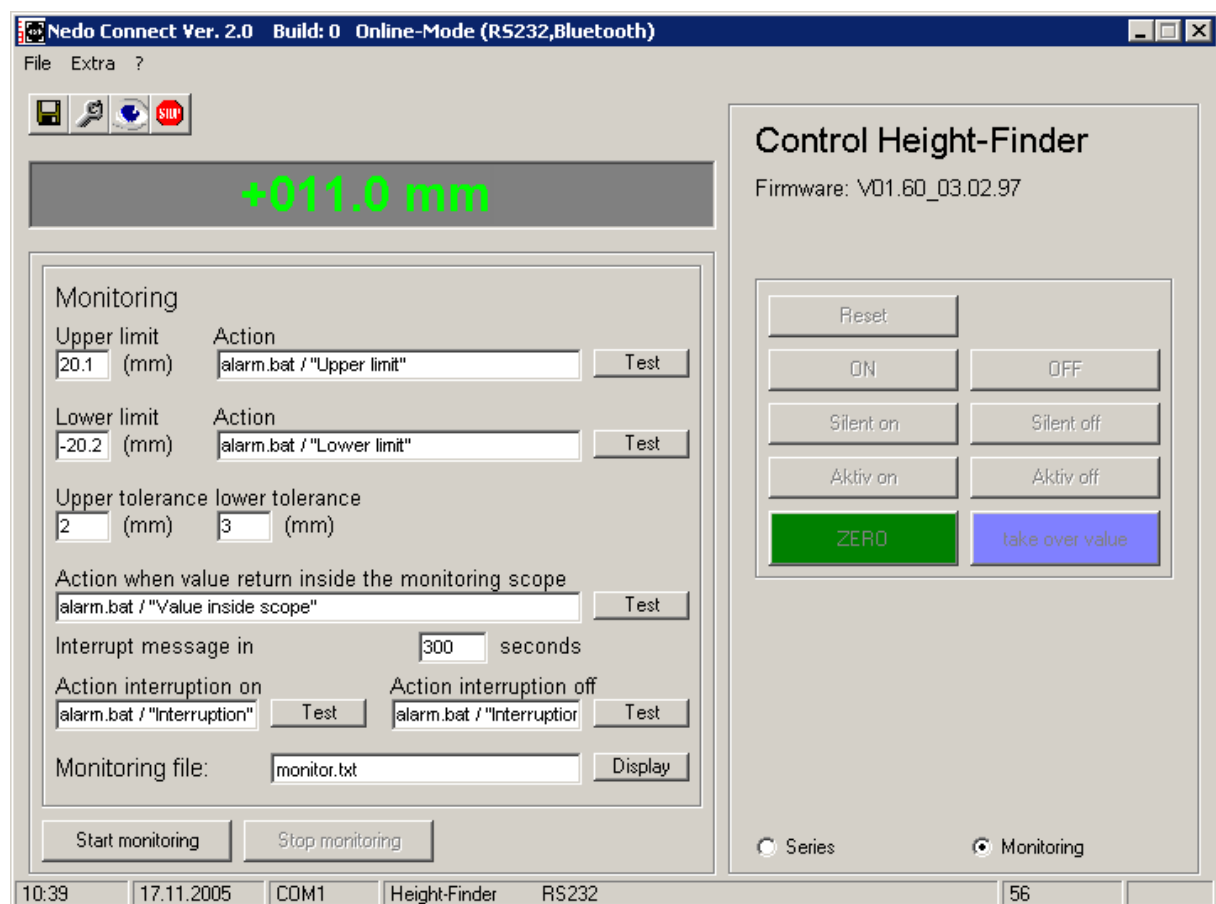 Nedo Connect Ver. 2.0 Build: 0 Online-Mode (RS232,Bluetooth)
File Extra ?
STOP
+011.0 mm
Monitoring
Upper limit Action
20.1 (mm) alarm.bat / "Upper limit" Test
Lower limit Action
-20.2 (mm) alarm.bat / "Lower limit" Test
Upper tolerance lower tolerance
2 (mm) 3 (mm)
Action when value return inside the monitoring scope
alarm.bat / "Value inside scope" Test
Interrupt message in 300 seconds
Action interruption on Action interruption off
alarm.bat / "Interruption" Test alarm.bat / "Interruption Test
Monitoring file: monitor.txt Display
Start monitoring Stop monitoring
Control Height-Finder
Firmware: V01.60_03.02.97
Reset
ON OFF
Silent on Silent off
Aktiv on Aktiv off
ZERO take over value
Series Monitoring
10:39 17.11.2005 COM1 Height-Finder RS232 56